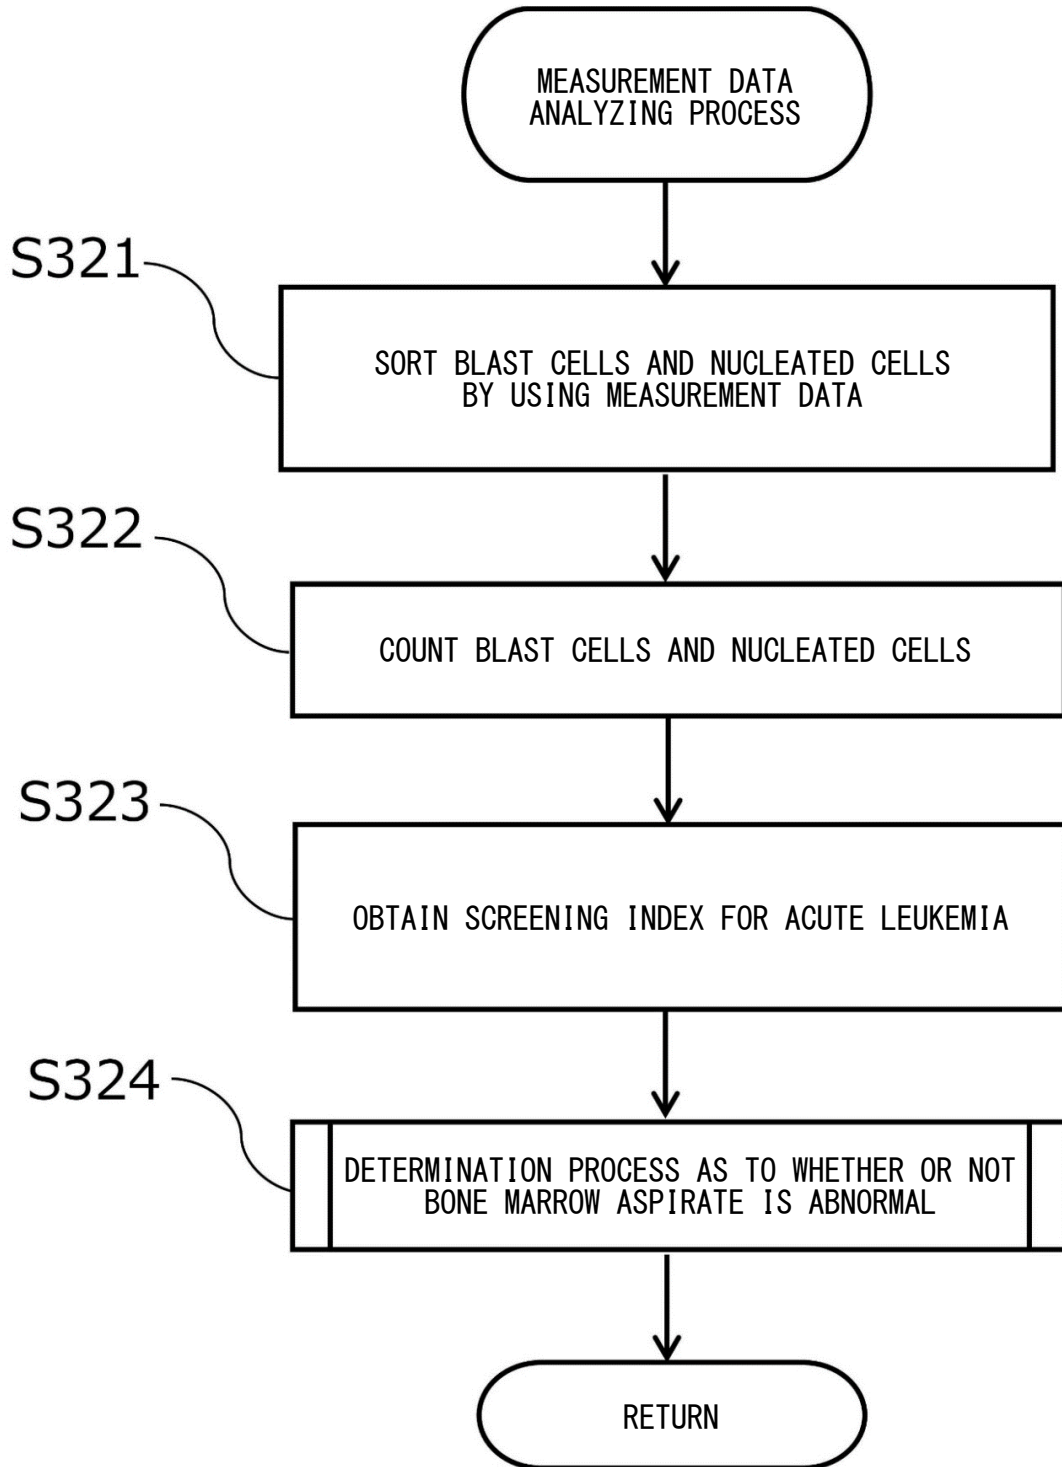 MEASUREMENT DATA
ANALYZING PROCESS
S321
SORT BLAST CELLS AND NUCLEATED CELLS
BY USING MEASUREMENT DATA
S322
COUNT BLAST CELLS AND NUCLEATED CELLS
S323
OBTAIN SCREENING INDEX FOR ACUTE LEUKEMIA
S324
DETERMINATION PROCESS AS TO WHETHER OR NOT
BONE MARROW ASPIRATE IS ABNORMAL
RETURN